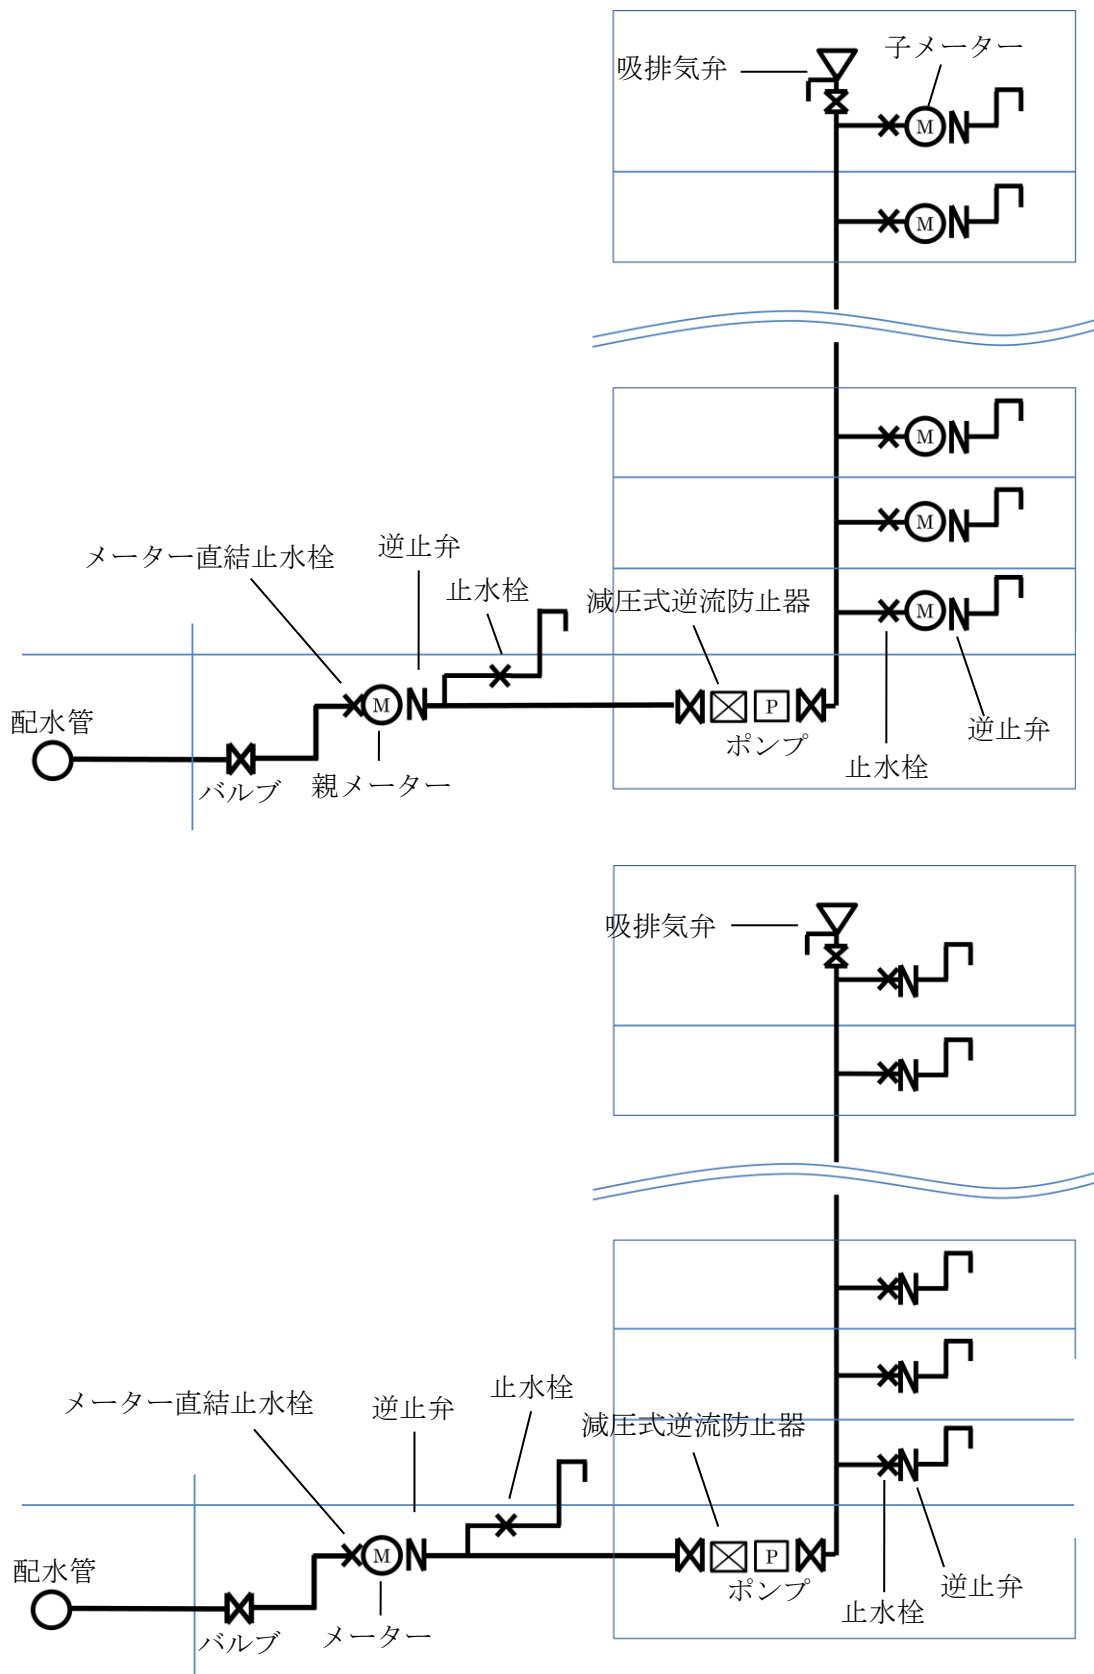 子メーター
吸排気弁
M
M
M
M
逆止弁
メーター直結止水栓
止水栓
減圧式逆流防止器
M
M
P
配水管
逆止弁
ポンプ
止水栓
バルブ
親メーター
吸排気弁
止水栓
メーター直結止水栓
逆止弁
減圧式逆流防止器
M
P
配水管
ポンプ
逆止弁
止水栓
バルブ
メーター